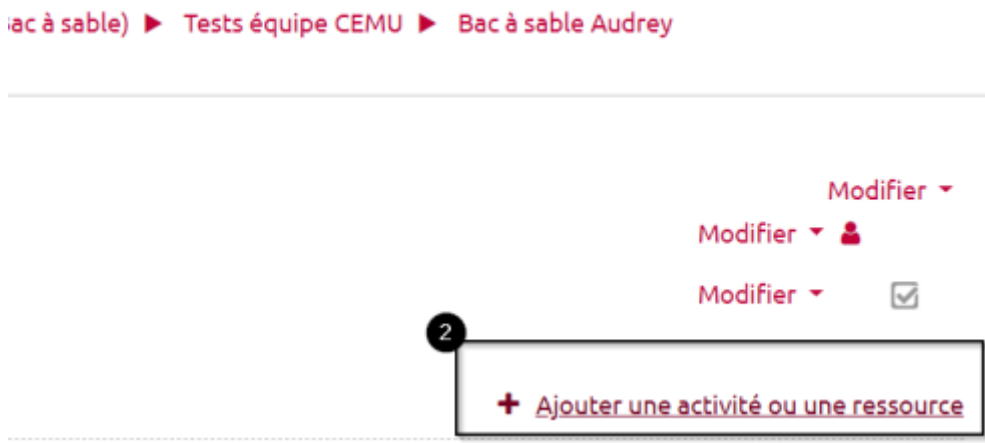 ac à sable) ► Tests équipe CEMU ► Bac à sable Audrey
Modifier
Modifier
Modifier
2
+ Ajouter une activité ou une ressource